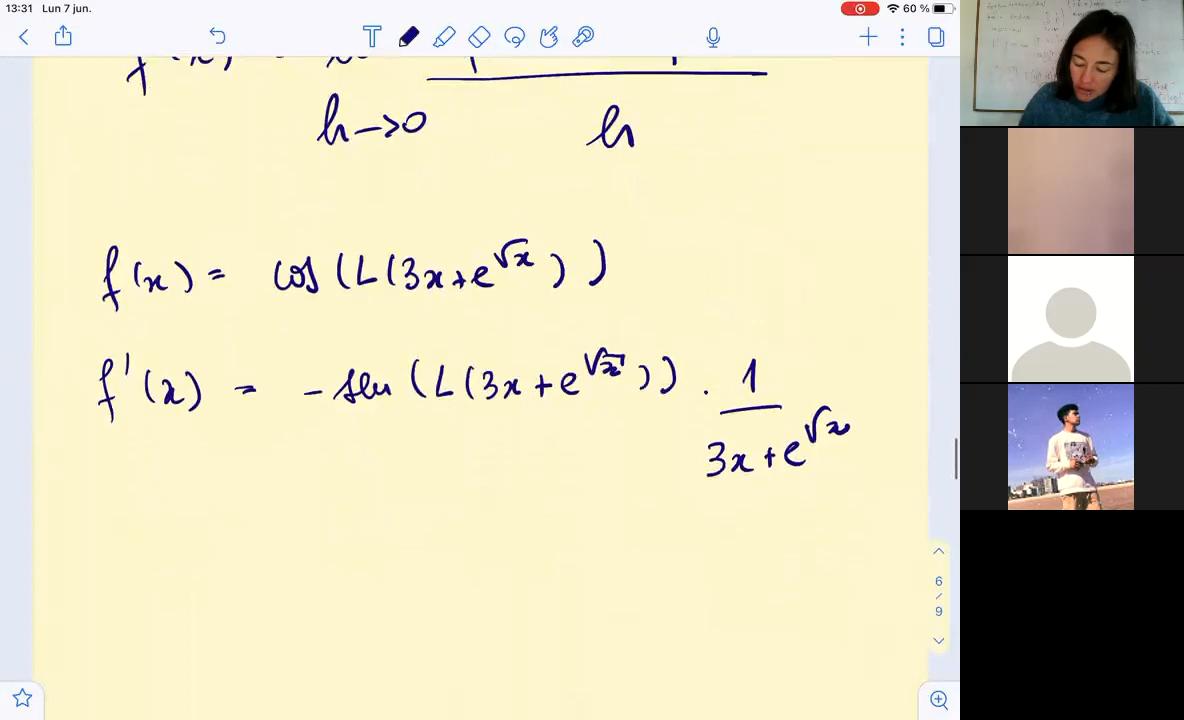 13:31 Lun 7 jun.
60 %
h->0 h
f(x) = cos(L(3x+e^√x))
f'(x) = -sen(L(3x+e^√x)) . 1
3x+e^√x
6
/
9